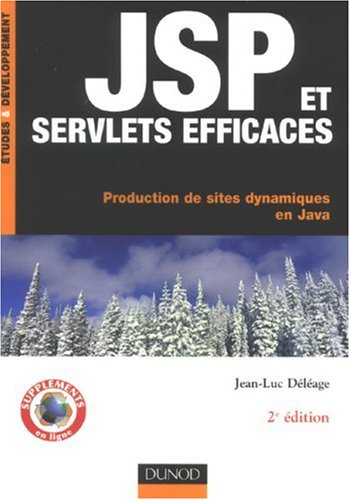 ÉTUDES & DÉVELOPPEMENT
JSP ET
SERVLETS EFFICACES
Production de sites dynamiques
en Java
Jean-Luc Déléage
2e édition
SUPPLÉMENTS
en ligne
DUNOD